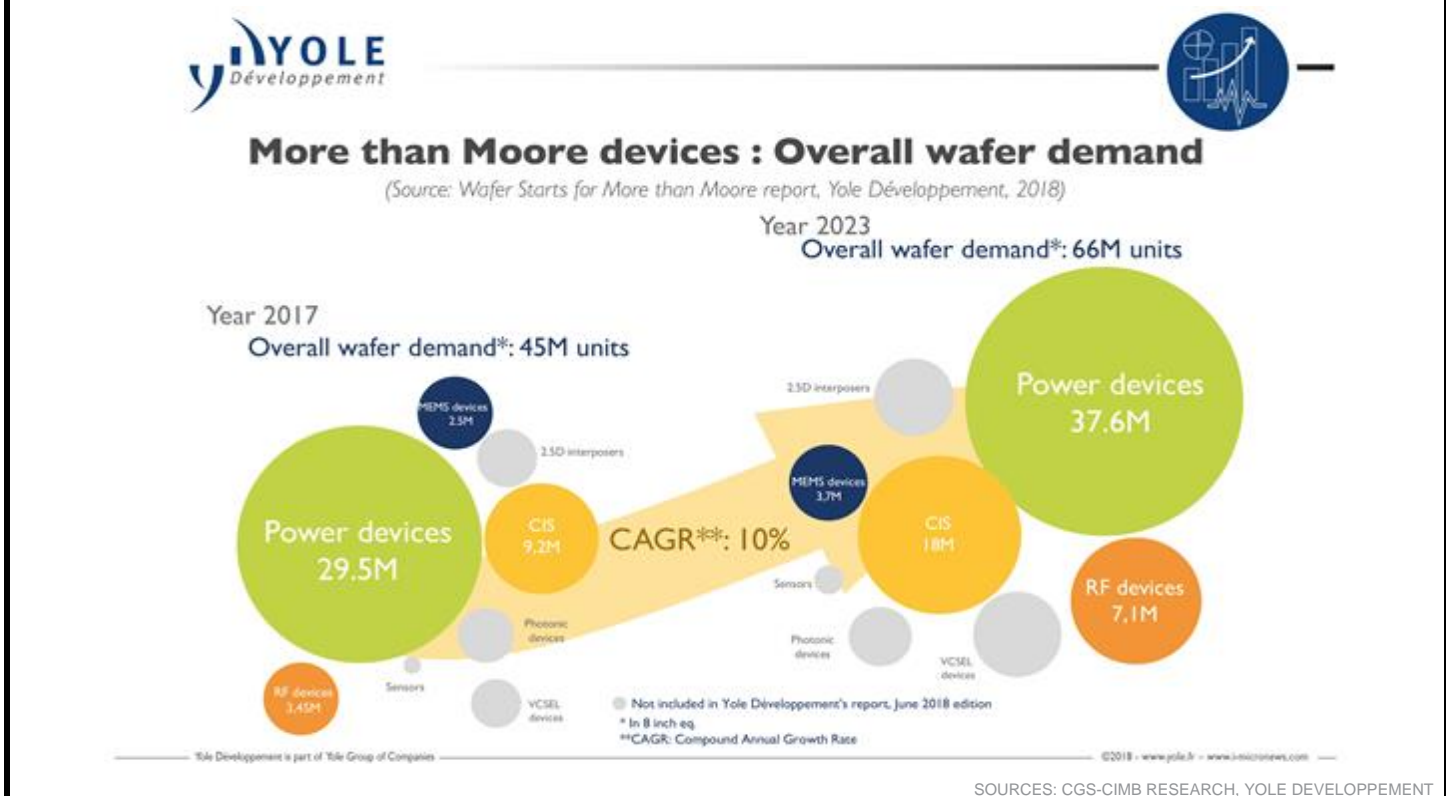 YOLE
Développement
More than Moore devices : Overall wafer demand
(Source: Wafer Starts for More than Moore report, Yole Développement, 2018)
Year 2023
Overall wafer demand*: 66M units
Year 2017
Overall wafer demand*: 45M units
MEMS devices
2.5M
2.5D interposers
Power devices
29.5M
CIS
9.2M
CAGR**: 10%
Photonic
devices
Sensors
RF devices
3.45M
VCSEL
devices
2.5D interposers
Power devices
37.6M
MEMS devices
3.7M
CIS
18M
Sensors
RF devices
7,1M
Photonic
devices
VCSEL
devices
Not included in Yole Développement's report, June 2018 edition
* In 8 inch eq.
**CAGR: Compound Annual Growth Rate
Yole Développement is part of Yole Group of Companies
©2018 - www.yole.fr – www.i-micronews.com
SOURCES: CGS-CIMB RESEARCH, YOLE DEVELOPPEMENT